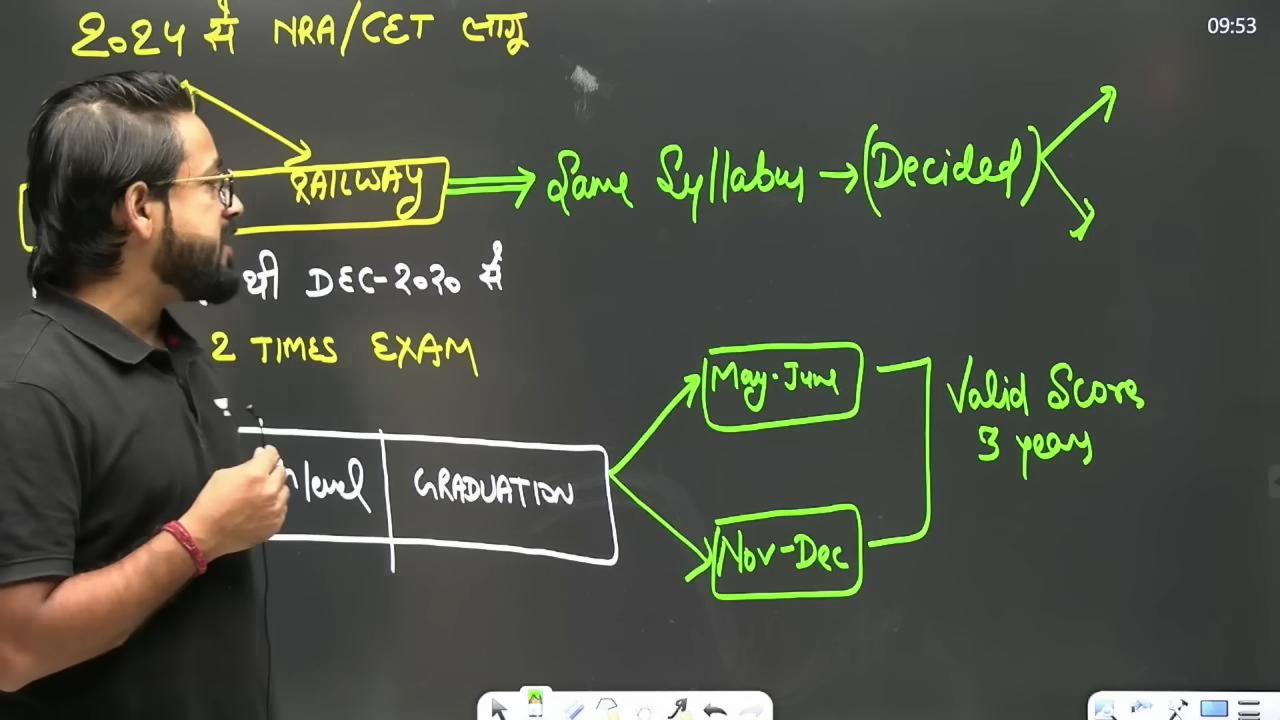 09:53
2024 से NRA/CET लागू
RAILWAY ⇒ Same Syllabus → (Decided)
थी DEC-2020 से
2 TIMES EXAM
May-June
Valid Score
3 years
level GRADUATION
Nov-Dec